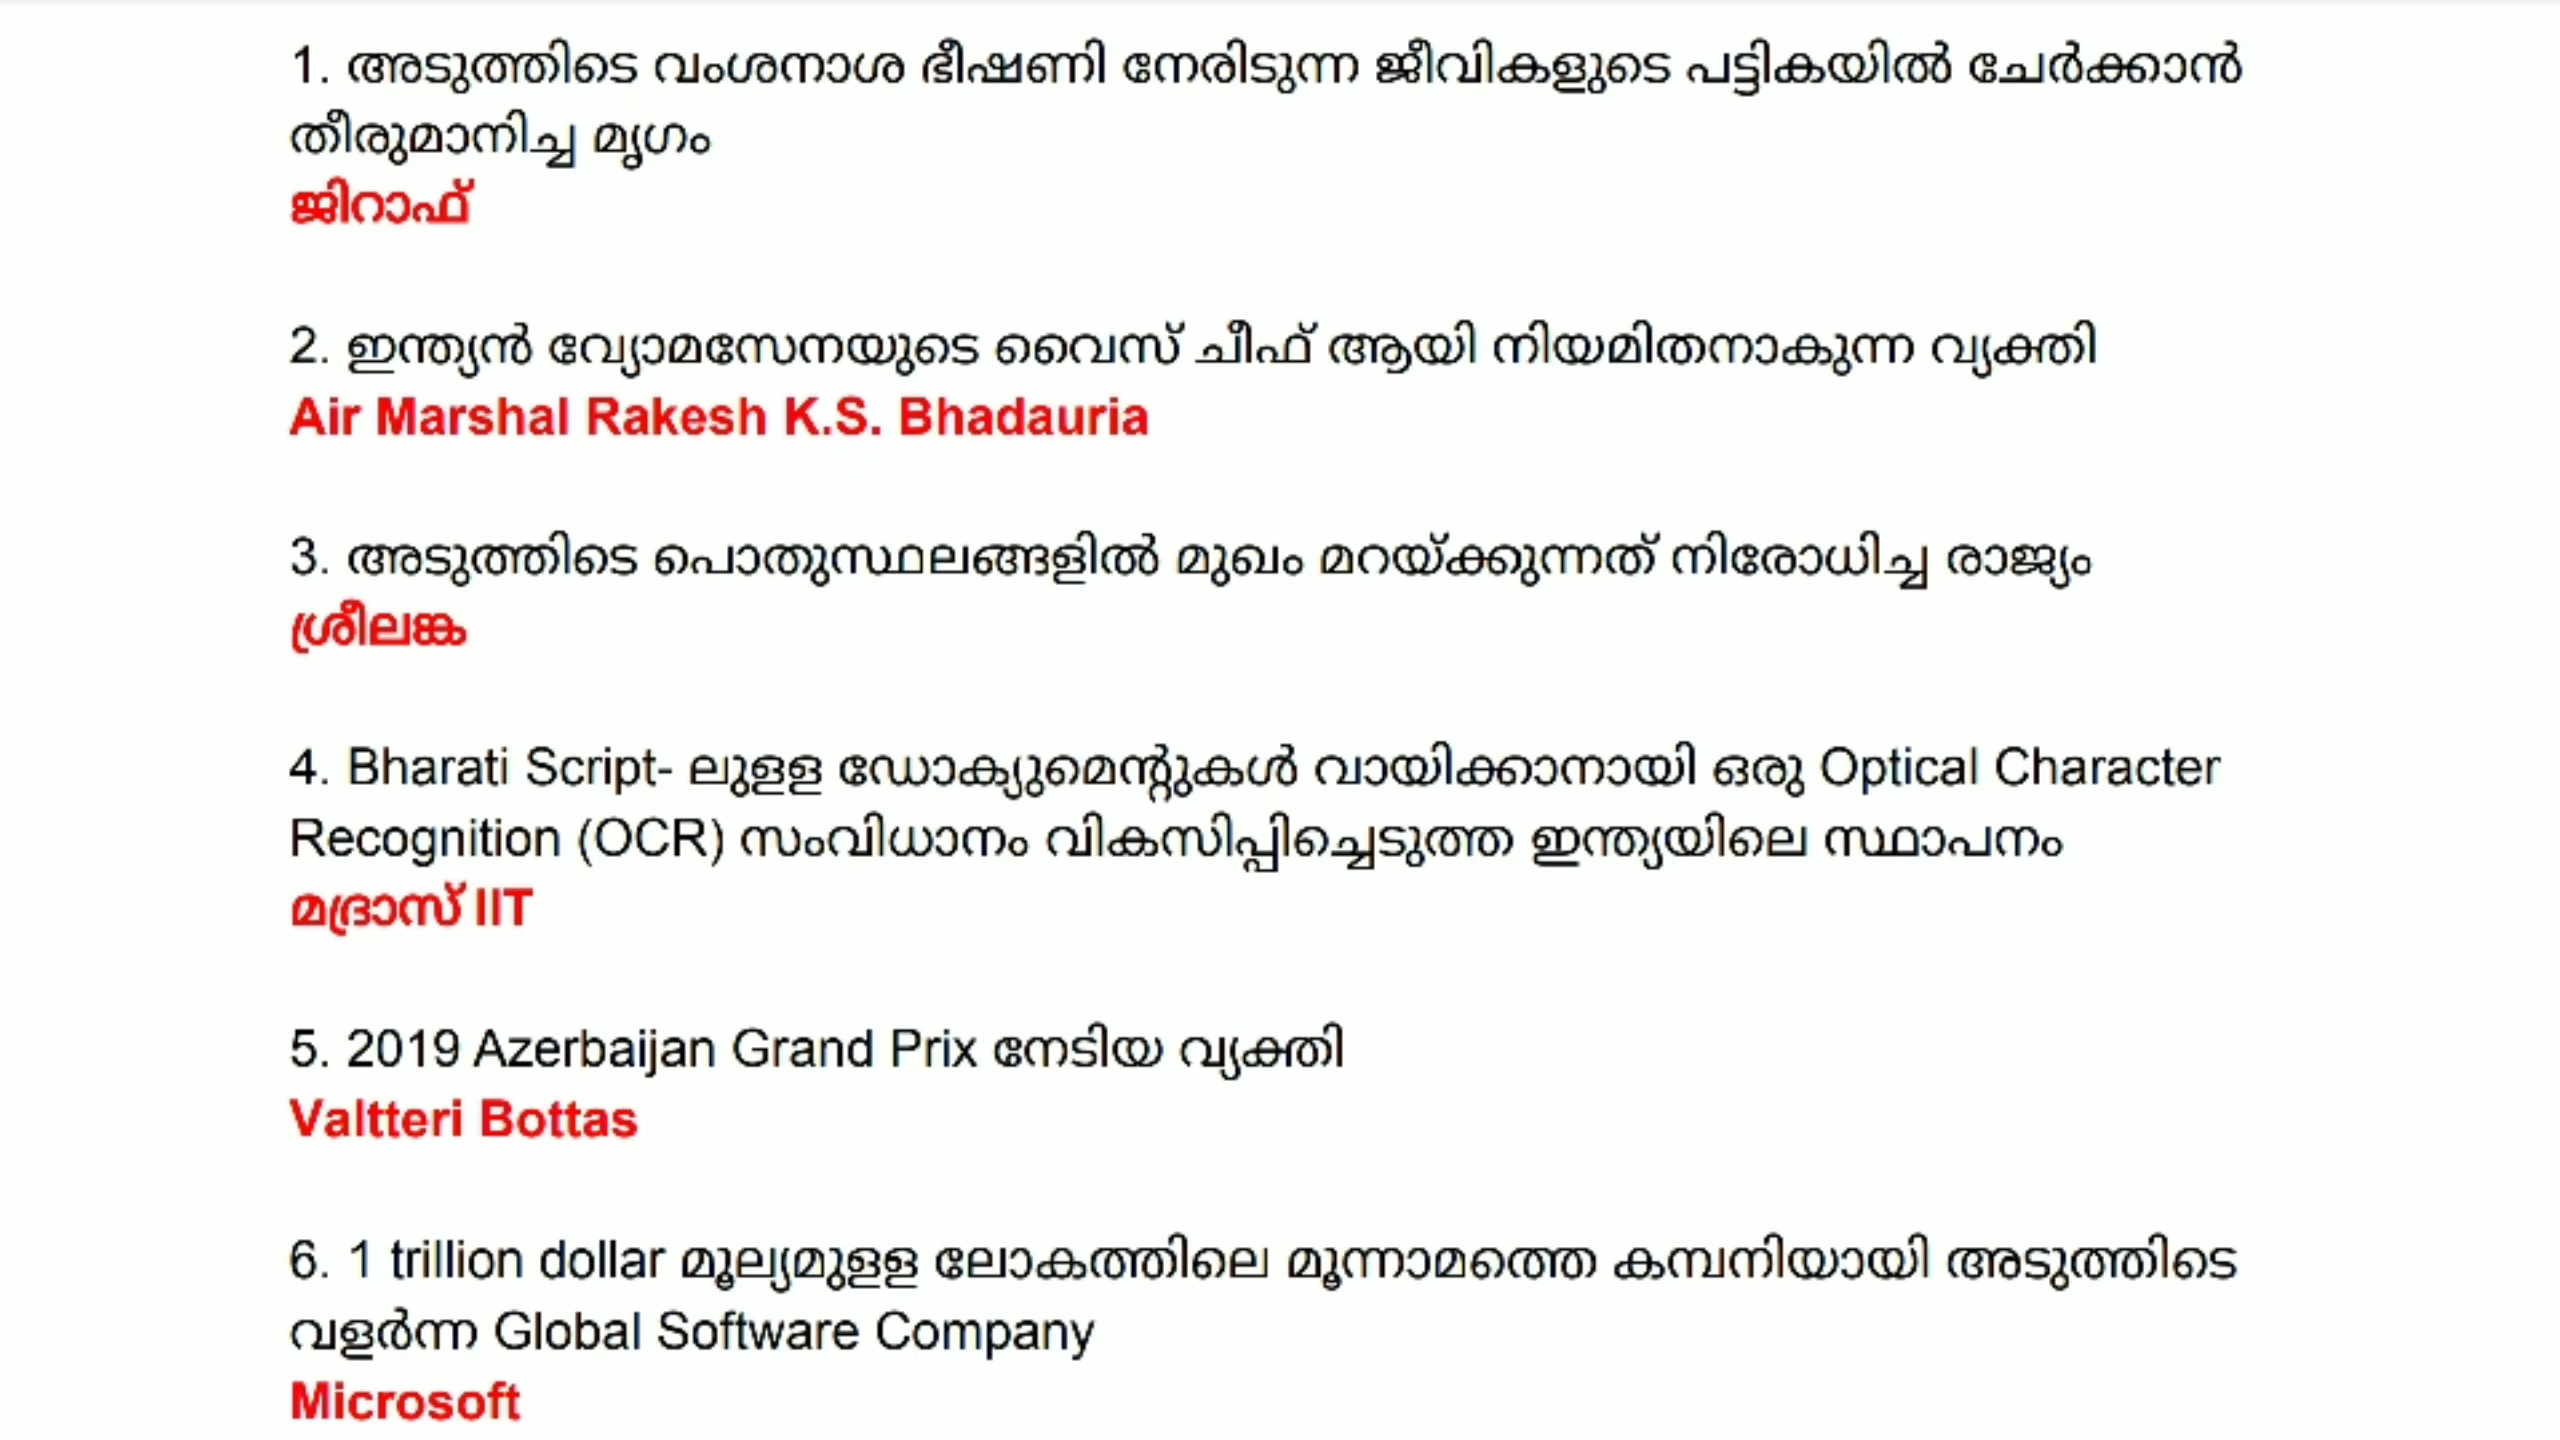 1. അടുത്തിടെ വംശനാശ ഭീഷണി നേരിടുന്ന ജീവികളുടെ പട്ടികയിൽ ചേർക്കാൻ
തീരുമാനിച്ച മൃഗം
ജിറാഫ്
2. ഇന്ത്യൻ വ്യോമസേനയുടെ വൈസ് ചീഫ് ആയി നിയമിതനാകുന്ന വ്യക്തി
Air Marshal Rakesh K.S. Bhadauria
3. അടുത്തിടെ പൊതുസ്ഥലങ്ങളിൽ മുഖം മറയ്ക്കുന്നത് നിരോധിച്ച രാജ്യം
ശ്രീലങ്ക
4. Bharati Script- ലുളള ഡോക്യുമെന്റുകൾ വായിക്കാനായി ഒരു Optical Character
Recognition (OCR) സംവിധാനം വികസിപ്പിച്ചെടുത്ത ഇന്ത്യയിലെ സ്ഥാപനം
മദ്രാസ് IIT
5. 2019 Azerbaijan Grand Prix നേടിയ വ്യക്തി
Valtteri Bottas
6. 1 trillion dollar മൂല്യമുളള ലോകത്തിലെ മൂന്നാമത്തെ കമ്പനിയായി അടുത്തിടെ
വളർന്ന Global Software Company
Microsoft